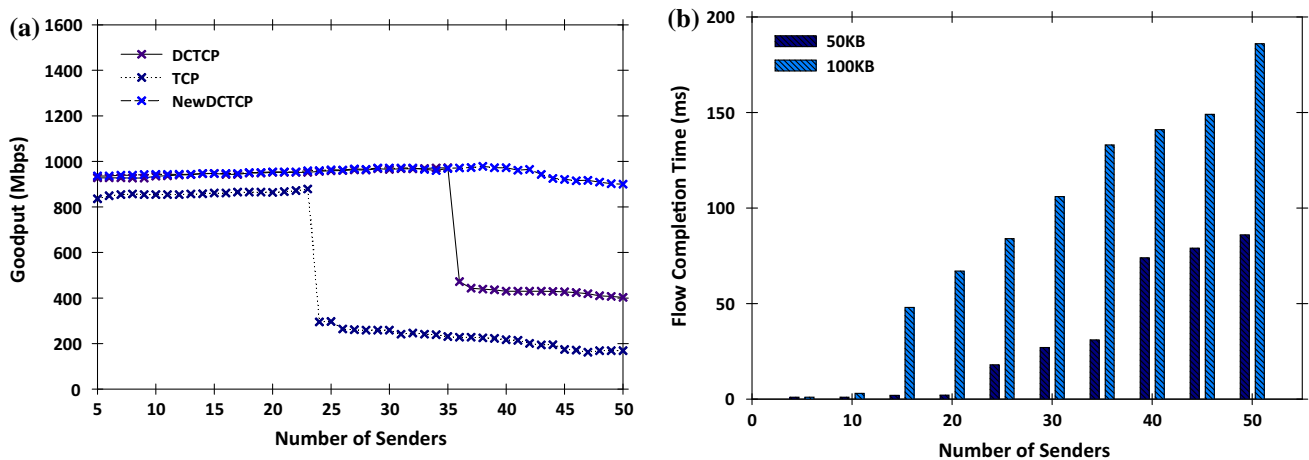 (a)
1600
1400
1200
1000
800
600
400
200
0
Goodput (Mbps)
DCTCP
TCP
NewDCTCP
5 10 15 20 25 30 35 40 45 50
Number of Senders
(b)
200
150
100
50
0
Flow Completion Time (ms)
50KB
100KB
0 10 20 30 40 50
Number of Senders